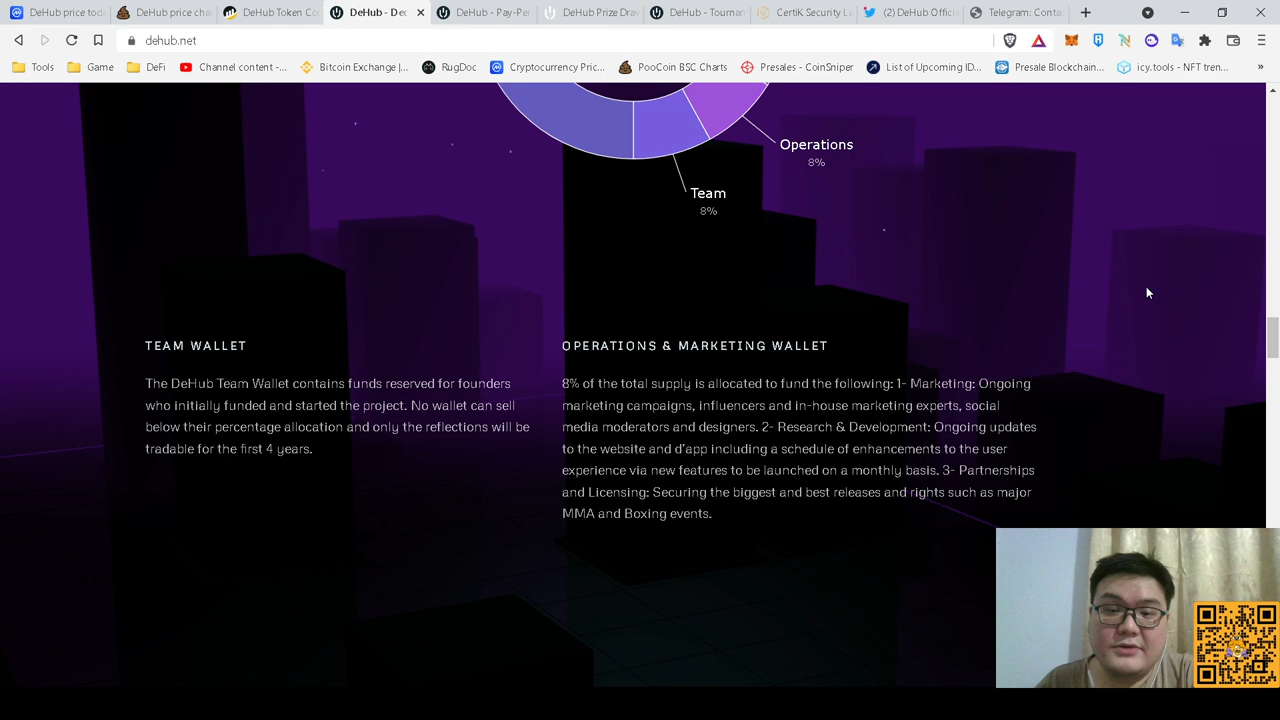 DeHub price tod
DeHub price cha
DeHub Token Co
DeHub - Dec
DeHub - Pay-Per
DeHub Prize Drav
DeHub - Tournar
CertiK Security Le
(2) DeHub Offici
Telegram: Conta
dehub.net
Tools
Game
DeFi
Channel content -...
Bitcoin Exchange |...
RugDoc
Cryptocurrency Pric...
PooCoin BSC Charts
Presales - CoinSniper
List of Upcoming ID...
Presale Blockchain...
icy.tools - NFT tren...
»
Operations
8%
Team
8%
TEAM WALLET
The DeHub Team Wallet contains funds reserved for founders
who initially funded and started the project. No wallet can sell
below their percentage allocation and only the reflections will be
tradable for the first 4 years.
OPERATIONS & MARKETING WALLET
8% of the total supply is allocated to fund the following: 1- Marketing: Ongoing
marketing campaigns, influencers and in-house marketing experts, social
media moderators and designers. 2- Research & Development: Ongoing updates
to the website and d'app including a schedule of enhancements to the user
experience via new features to be launched on a monthly basis. 3- Partnerships
and Licensing: Securing the biggest and best releases and rights such as major
MMA and Boxing events.